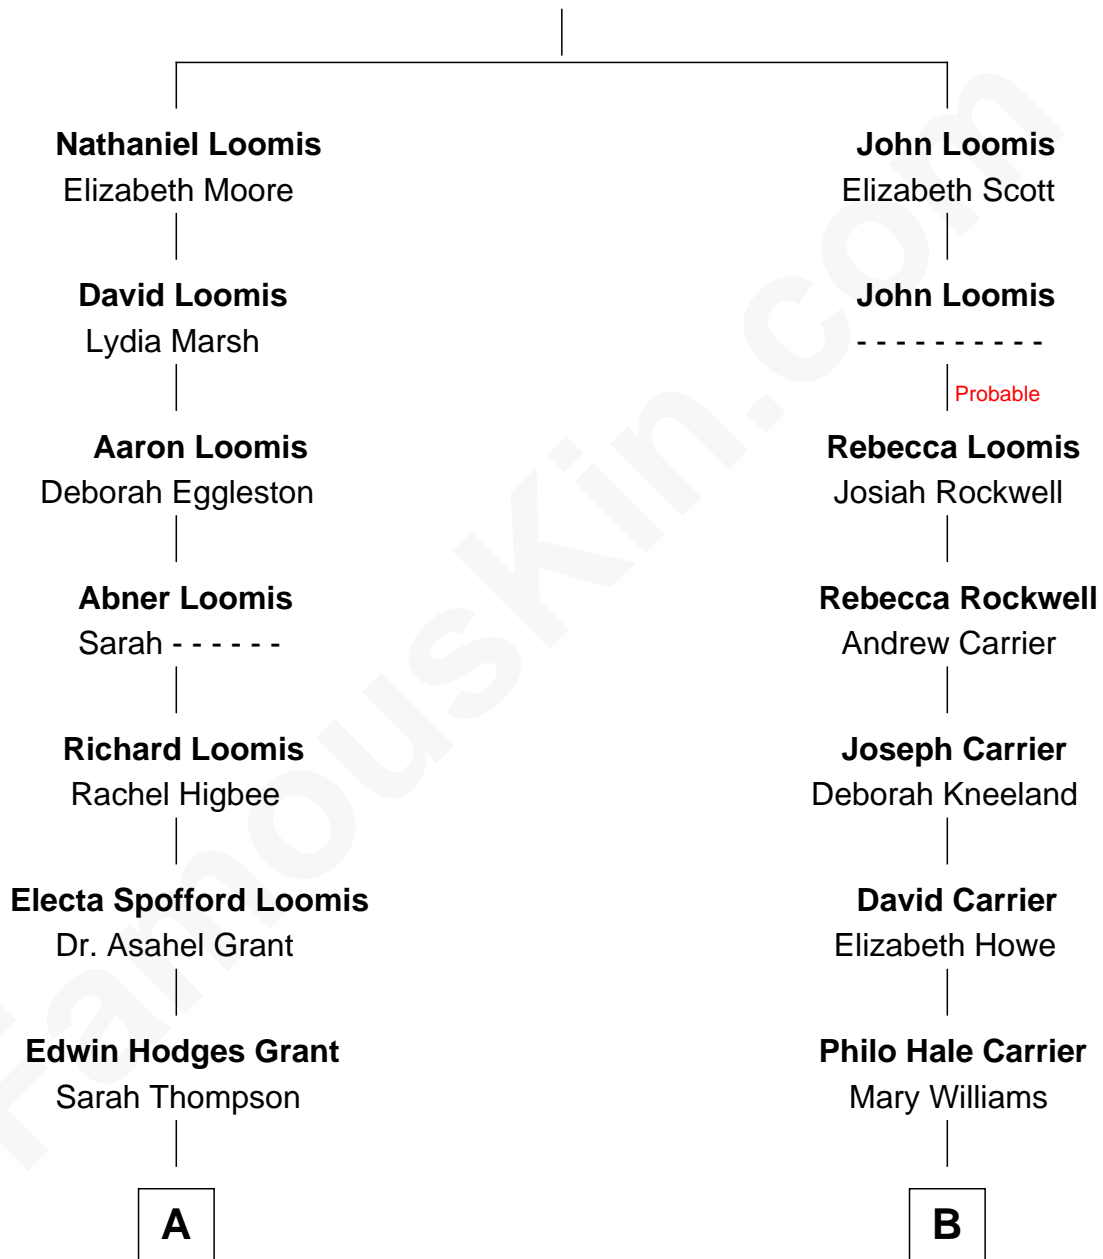 Nathaniel Loomis
Elizabeth Moore
David Loomis
Lydia Marsh
Aaron Loomis
Deborah Eggleston
Abner Loomis
Sarah - - - - - -
Richard Loomis
Rachel Higbee
Electa Spofford Loomis
Dr. Asahel Grant
Edwin Hodges Grant
Sarah Thompson
A
John Loomis
Elizabeth Scott
John Loomis
- - - - - - - - - -
Probable
Rebecca Loomis
Josiah Rockwell
Rebecca Rockwell
Andrew Carrier
Joseph Carrier
Deborah Kneeland
David Carrier
Elizabeth Howe
Philo Hale Carrier
Mary Williams
B
FamousKin.com